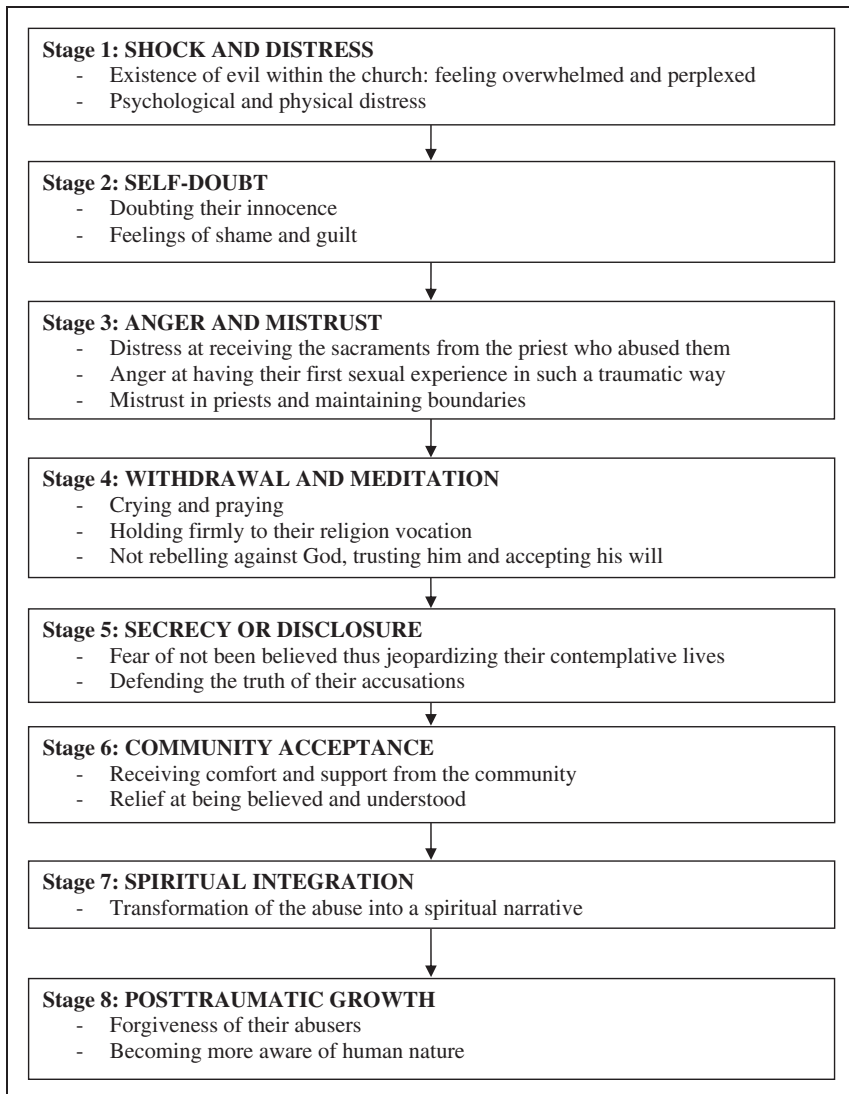 Stage 1: SHOCK AND DISTRESS
- Existence of evil within the church: feeling overwhelmed and perplexed
- Psychological and physical distress
Stage 2: SELF-DOUBT
- Doubting their innocence
- Feelings of shame and guilt
Stage 3: ANGER AND MISTRUST
- Distress at receiving the sacraments from the priest who abused them
- Anger at having their first sexual experience in such a traumatic way
- Mistrust in priests and maintaining boundaries
Stage 4: WITHDRAWAL AND MEDITATION
- Crying and praying
- Holding firmly to their religion vocation
- Not rebelling against God, trusting him and accepting his will
Stage 5: SECRECY OR DISCLOSURE
- Fear of not been believed thus jeopardizing their contemplative lives
- Defending the truth of their accusations
Stage 6: COMMUNITY ACCEPTANCE
- Receiving comfort and support from the community
- Relief at being believed and understood
Stage 7: SPIRITUAL INTEGRATION
- Transformation of the abuse into a spiritual narrative
Stage 8: POSTTRAUMATIC GROWTH
- Forgiveness of their abusers
- Becoming more aware of human nature